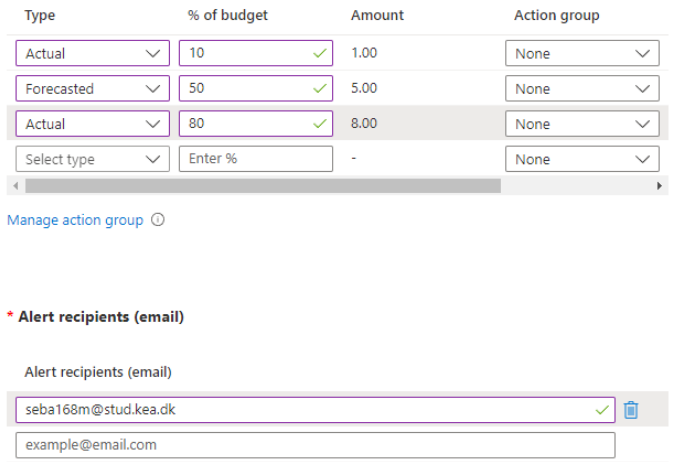 Type % of budget Amount Action group
Actual 10 1.00 None
Forecasted 50 5.00 None
Actual 80 8.00 None
Select type Enter % - None
Manage action group
* Alert recipients (email)
Alert recipients (email)
seba168m@stud.kea.dk
example@email.com